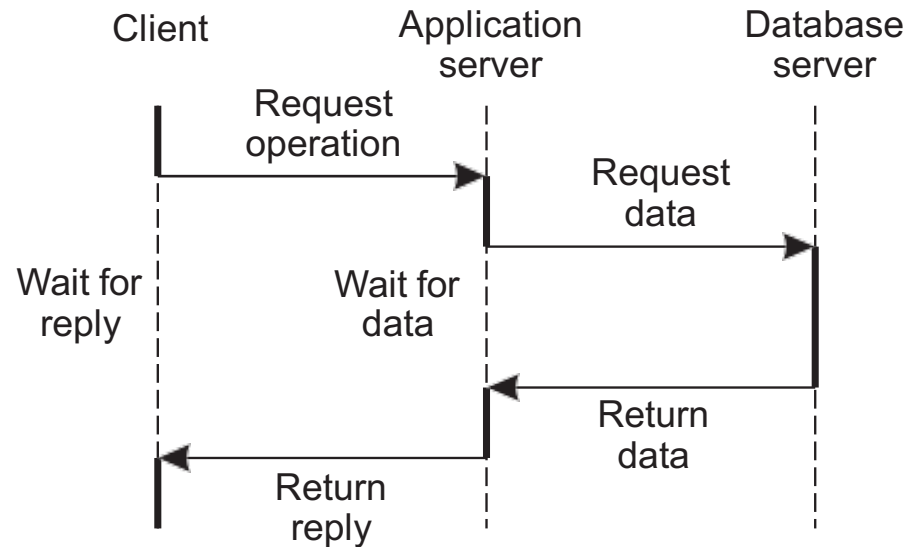 Client
Application
server
Database
server
Request
operation
Request
data
Wait for
reply
Wait for
data
Return
data
Return
reply